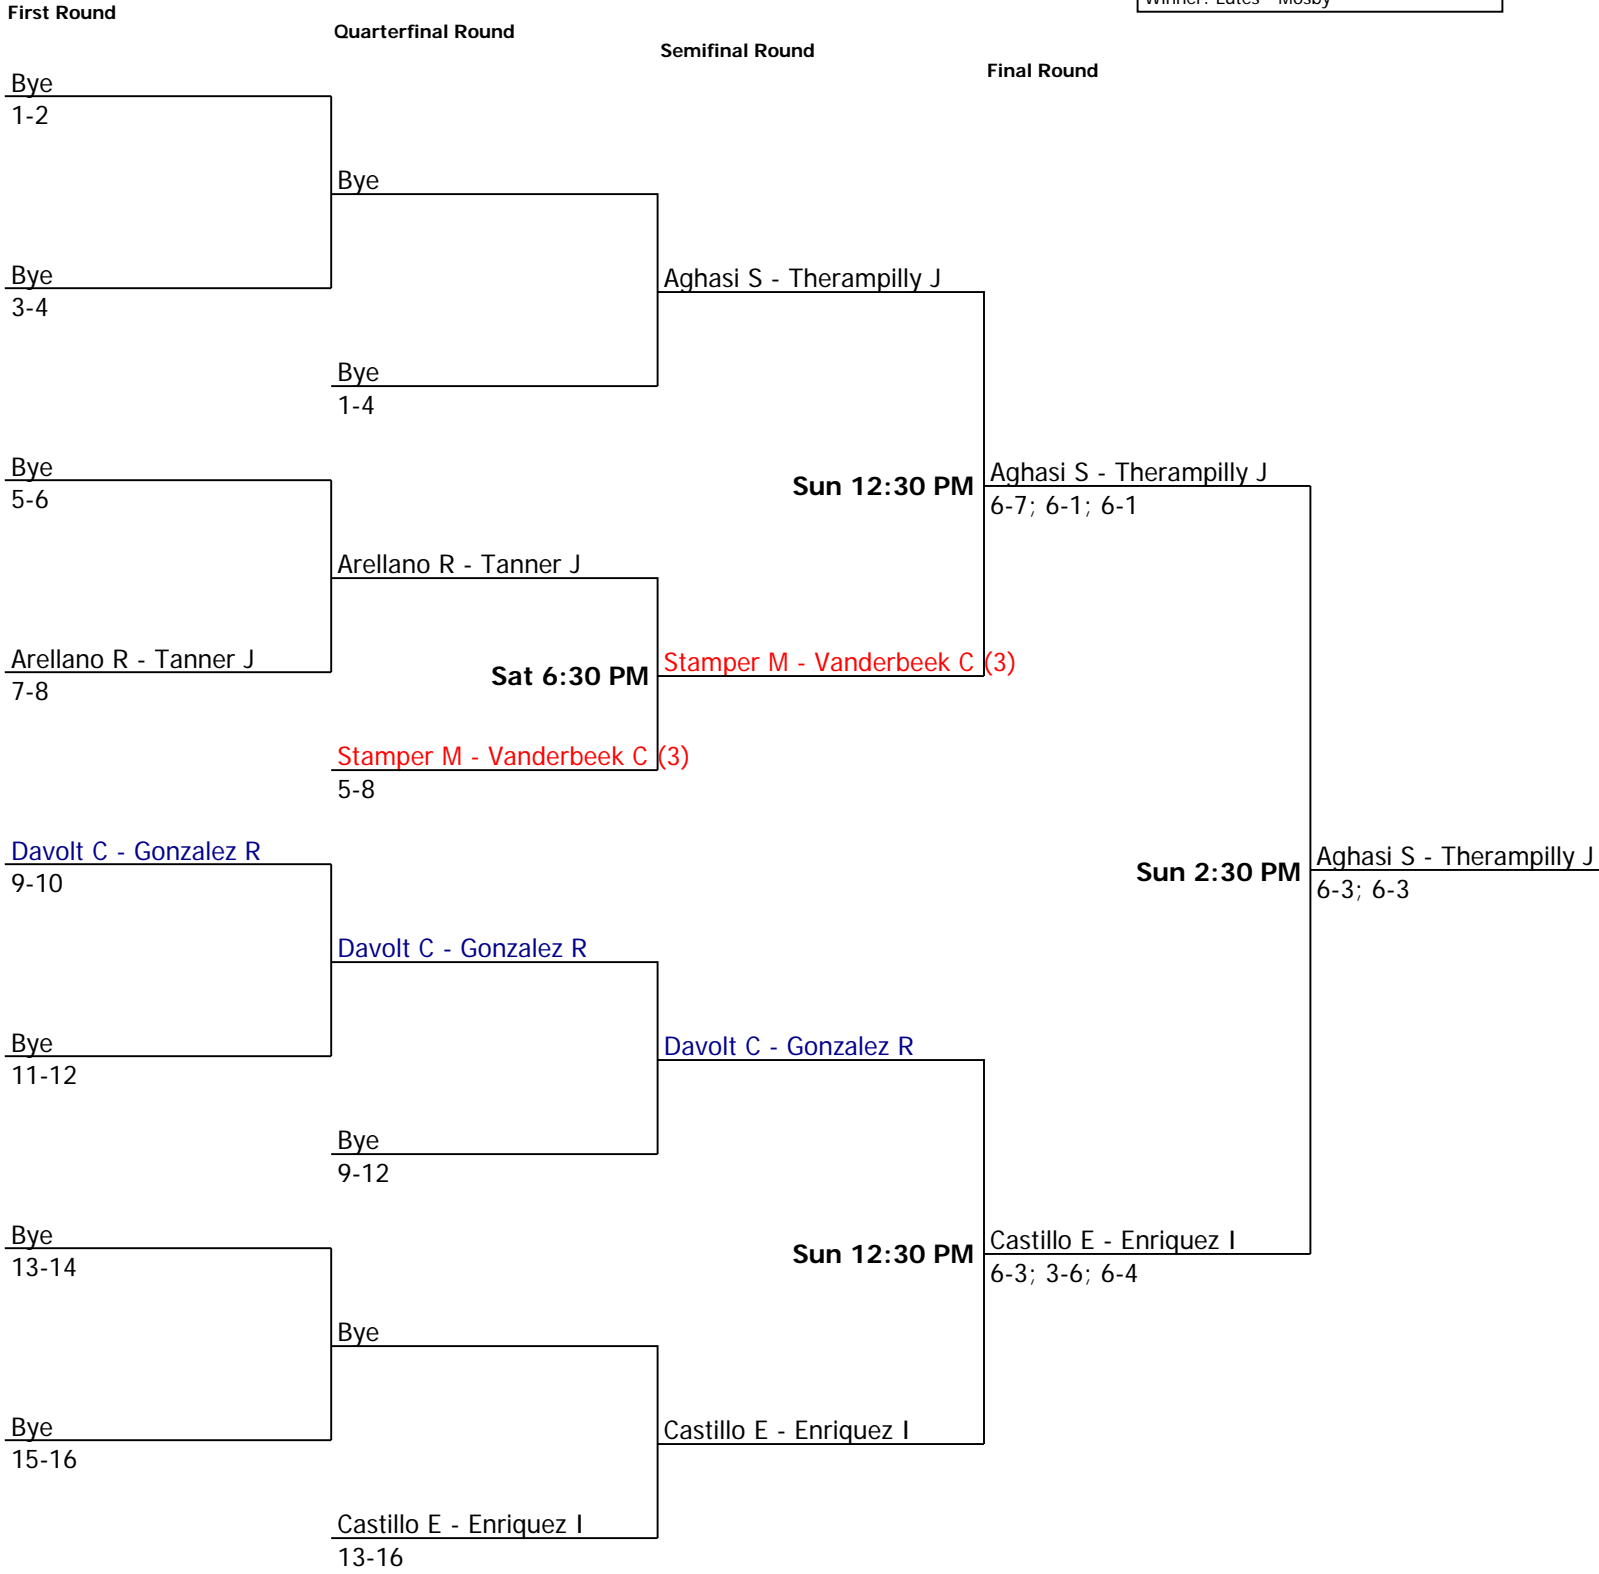 First Round
Quarterfinal Round
Semifinal Round
Final Round
Bye
1-2
Bye
3-4
Bye
5-6
Arellano R - Tanner J
7-8
Davolt C - Gonzalez R
9-10
Bye
11-12
Bye
13-14
Bye
15-16
Bye
Bye
1-4
Arellano R - Tanner J
Sat 6:30 PM
Stamper M - Vanderbeek C (3)
5-8
Davolt C - Gonzalez R
Bye
9-12
Bye
Castillo E - Enriquez I
13-16
Aghasi S - Therampilly J
Sun 12:30 PM
Stamper M - Vanderbeek C (3)
Davolt C - Gonzalez R
Sun 12:30 PM
Castillo E - Enriquez I
Aghasi S - Therampilly J
6-7; 6-1; 6-1
Sun 2:30 PM
Castillo E - Enriquez I
6-3; 3-6; 6-4
Aghasi S - Therampilly J
6-3; 6-3